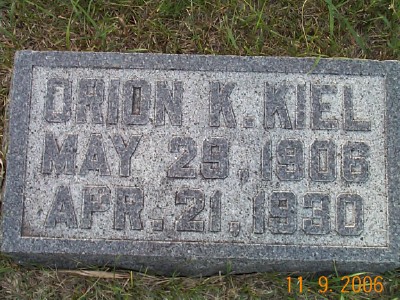 ORION K. KIEL
MAY 29, 1906
APR. 21, 1930
11 9 2006